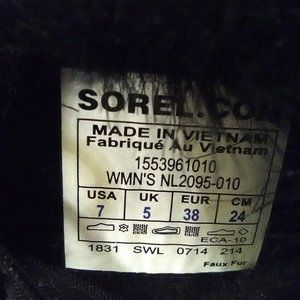 SOREL.COM
MADE IN VIETNAM
Fabriqué Au Vietnam
1553961010
WMN'S NL2095-010
USA UK EUR CM
7 5 38 24
ECA-10
1831 SWL 0714 214
Faux Fur